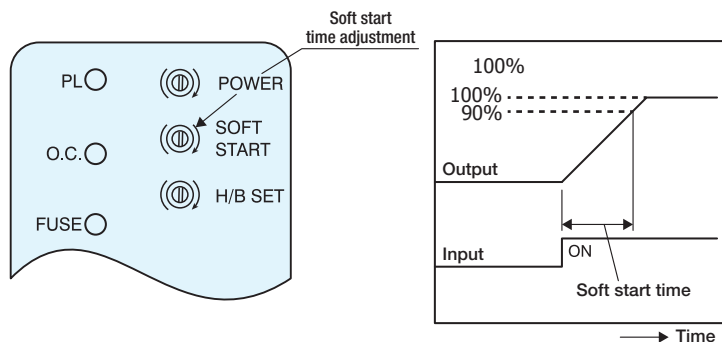 Soft start
time adjustment
PL
POWER
O.C.
SOFT
START
H/B SET
FUSE
100%
100%
90%
Output
Input
ON
Soft start time
Time